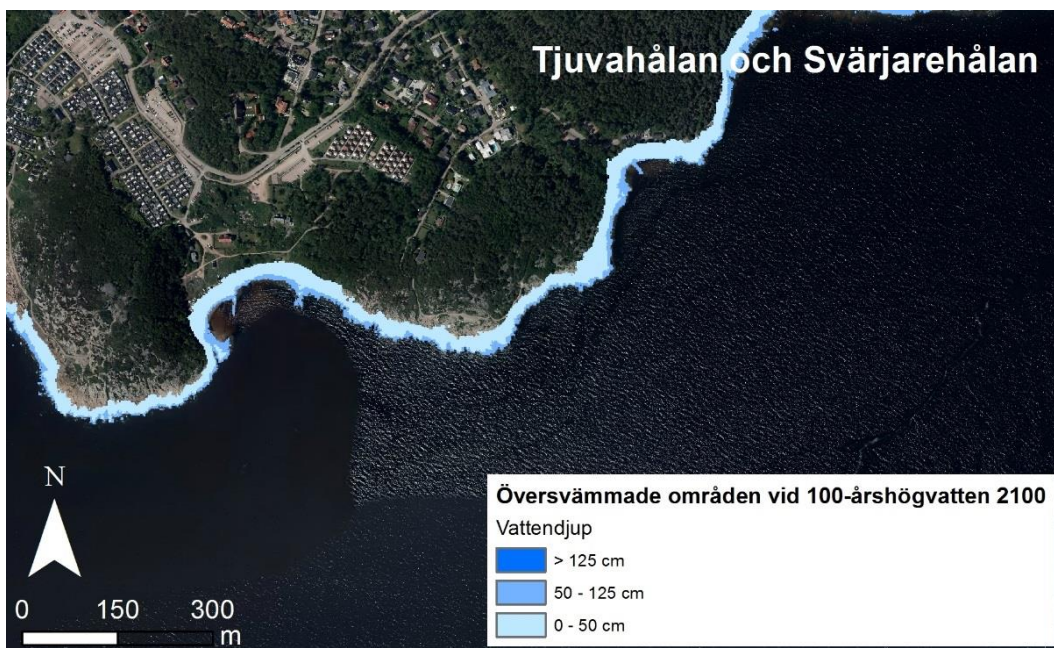 Tjuvahålan och Svärjarehålan
N
0 150 300
m
Översvämmade områden vid 100-årshögvatten 2100
Vattendjup
> 125 cm
50 - 125 cm
0 - 50 cm